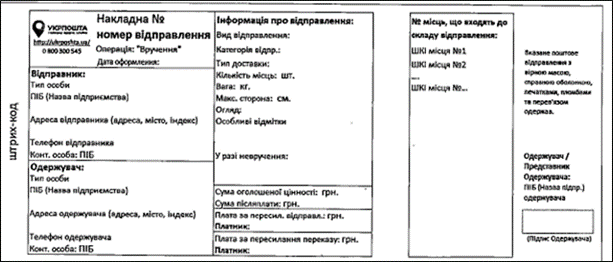 штрих-код
УКРПОШТА
http://ukrposhta.ua/
0 800 300 545
Накладна №
номер відправлення
Операція: "Вручення"
Дата оформлення:
Відправник:
Тип особи
ПІБ (Назва підприємства)
Адреса відправника (адреса, місто, індекс)
Телефон відправника
Конт. особа: ПІБ
Одержувач:
Тип особи
ПІБ (Назва підприємства)
Адреса одержувача (адреса, місто, індекс)
Телефон одержувача
Конт. особа: ПІБ
Інформація про відправлення:
Вид відправлення:
Категорія відпр.:
Тип доставки:
Кількість місць: шт.
Вага: кг.
Макс. сторона: см.
Огляд:
Особливі відмітки
У разі невручення:
Сума оголошеної цінності: грн.
Сума післяплати: грн.
Плата за пересил. відправл.: грн.
Платник:
Плата за пересилання переказу: грн.
Платник:
№ місць, що входять до
складу відправлення:
ШКІ місця №1
ШКІ місця №2
...
ШКІ місця №...
Вказане поштове
відправлення з
вірною масою,
справною оболонкою,
печатками, пломбами
та перев'язом
одержав.
Одержувач /
Представник
Одержувача:
ПІБ (Назва підпр.)
одержувача
(Підпис Одержувача)